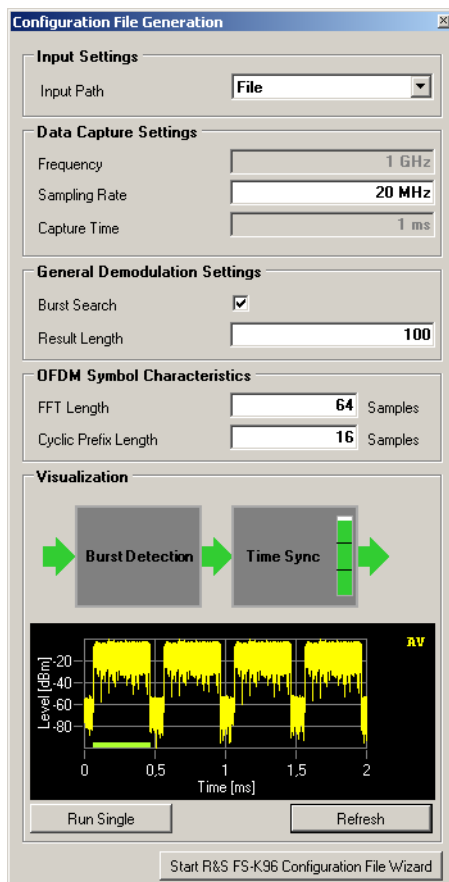 Configuration File Generation
Input Settings
Input Path File
Data Capture Settings
Frequency 1 GHz
Sampling Rate 20 MHz
Capture Time 1 ms
General Demodulation Settings
Burst Search
Result Length 100
OFDM Symbol Characteristics
FFT Length 64 Samples
Cyclic Prefix Length 16 Samples
Visualization
Burst Detection Time Sync
AV
Level [dBm]
-20
-40
-60
-80
0 0,5 1 1,5 2
Time [ms]
Run Single Refresh
Start R&S FS-K96 Configuration File Wizard